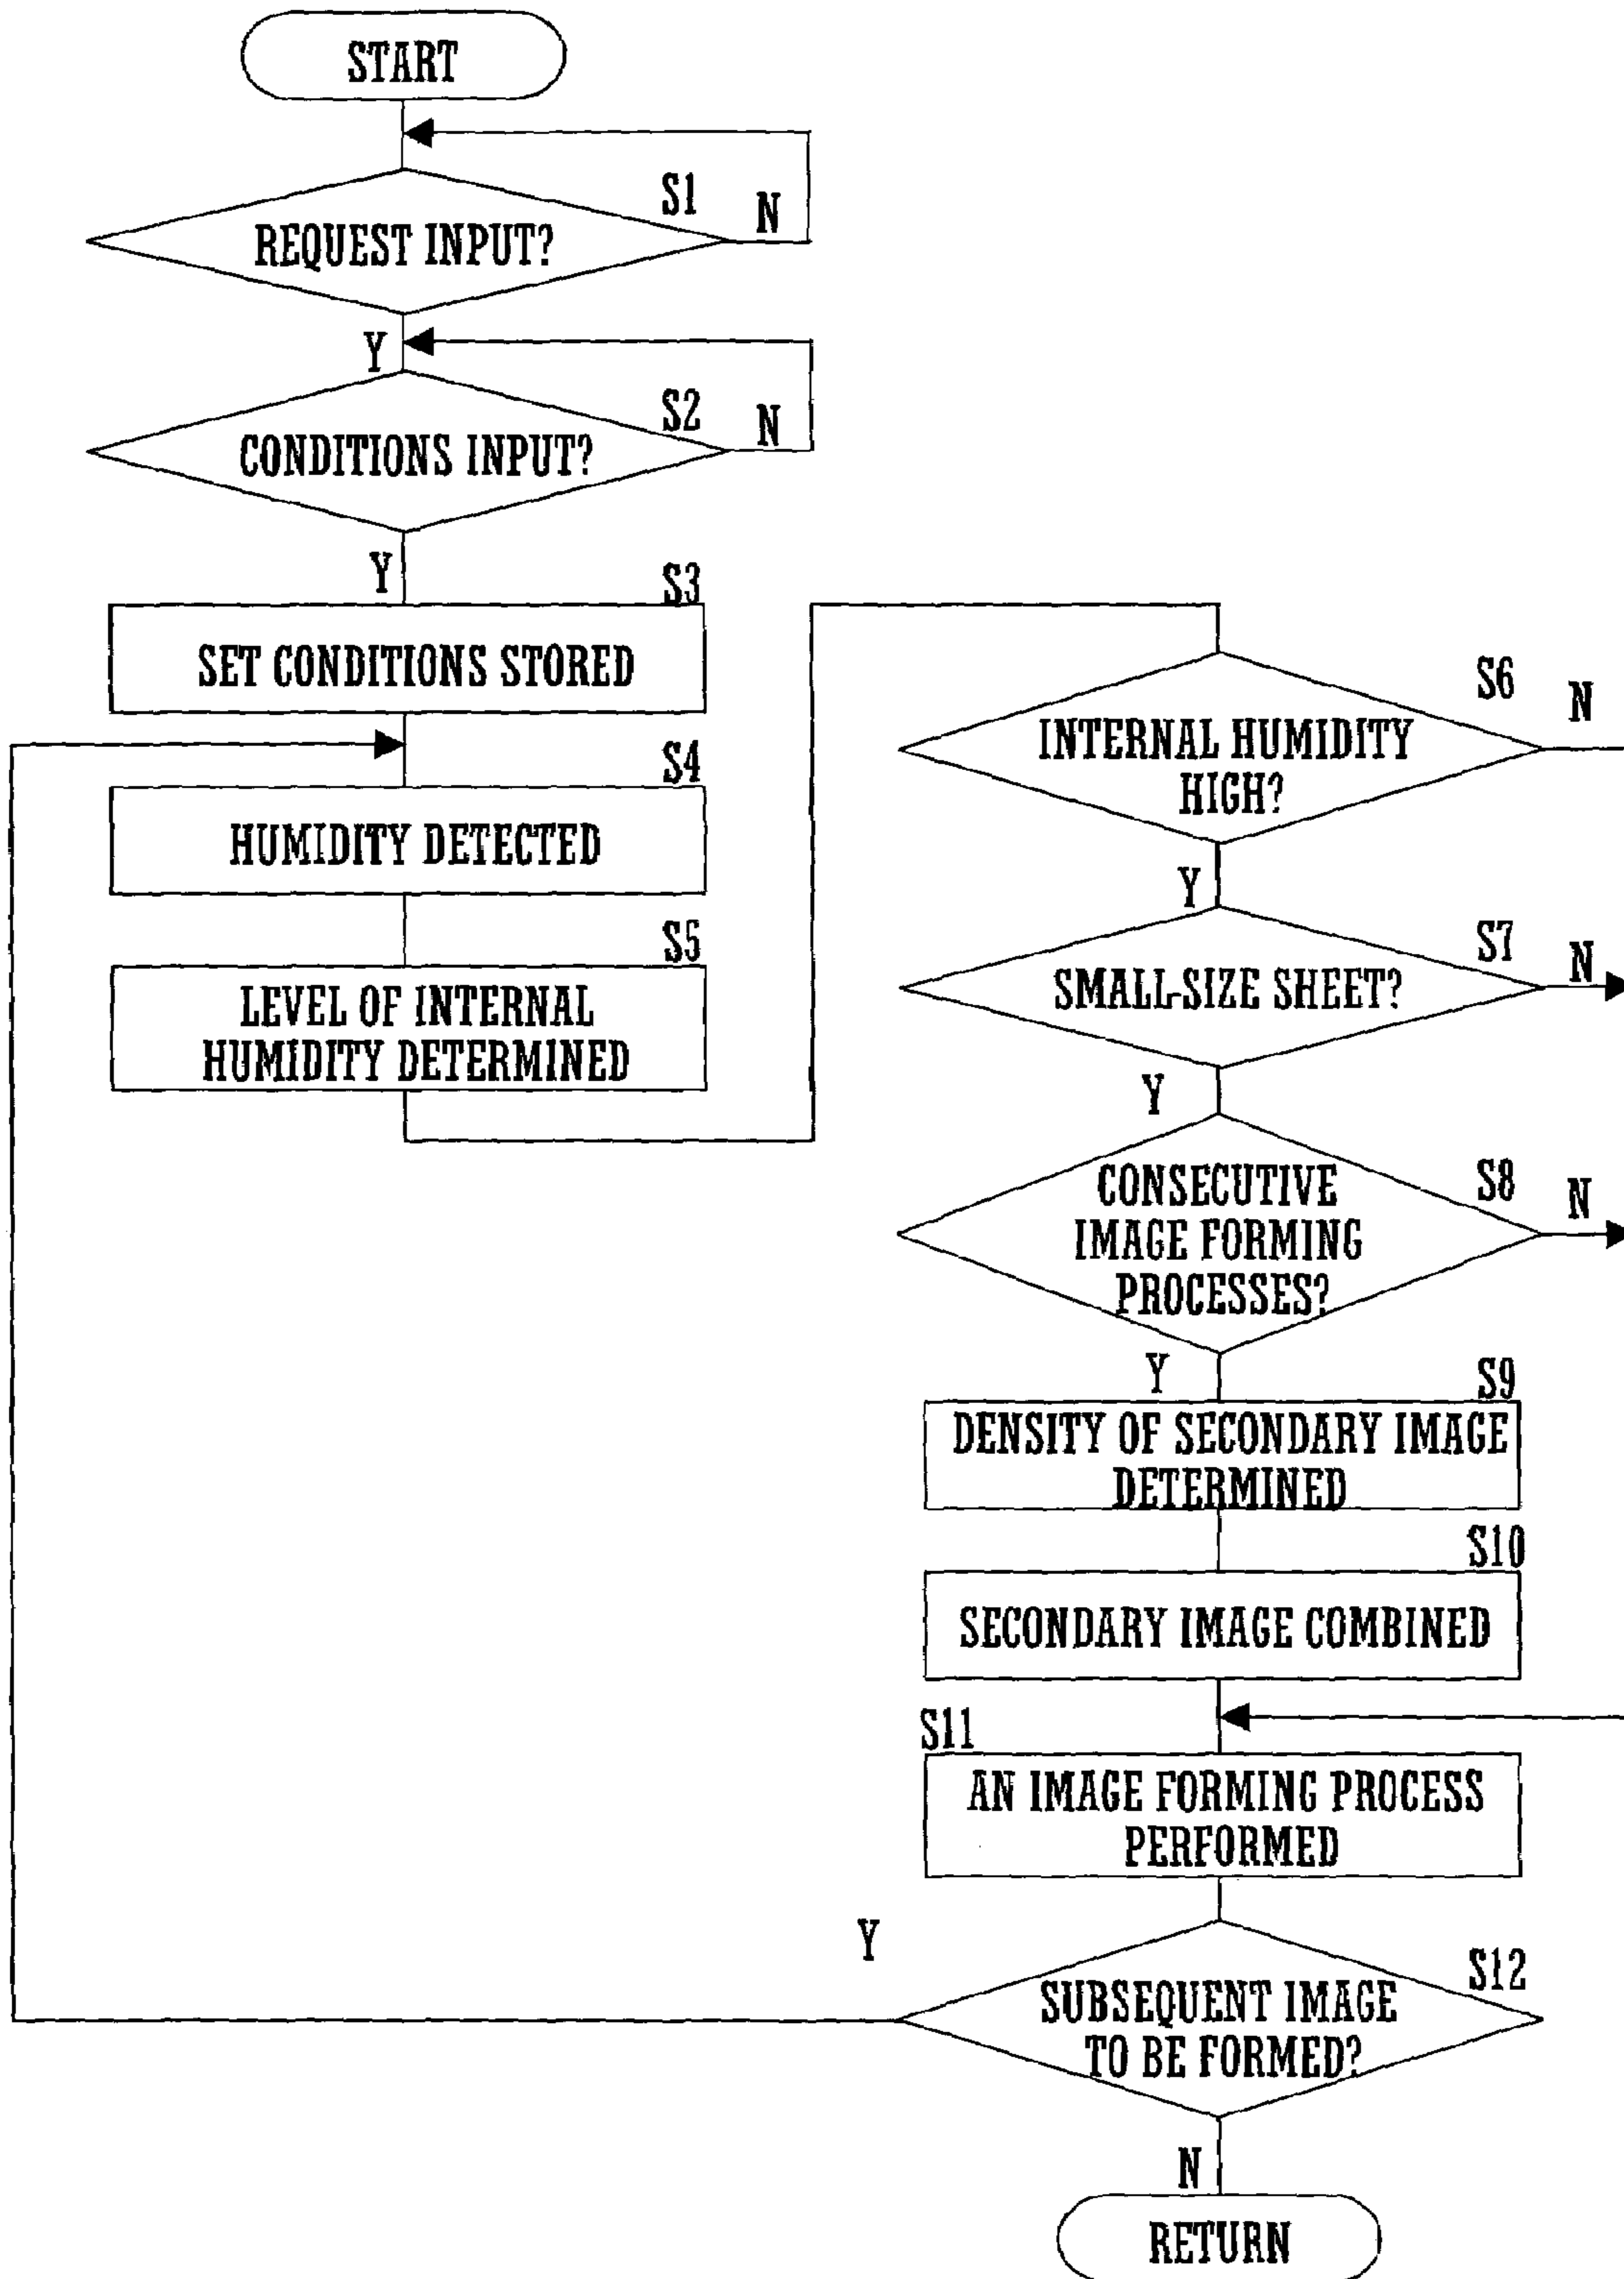 START
S1
N
REQUEST INPUT?
Y
S2
N
CONDITIONS INPUT?
Y
S3
SET CONDITIONS STORED
S4
HUMIDITY DETECTED
S5
LEVEL OF INTERNAL
HUMIDITY DETERMINED
S6
N
INTERNAL HUMIDITY
HIGH?
Y
S7
N
SMALL-SIZE SHEET?
Y
S8
N
CONSECUTIVE
IMAGE FORMING
PROCESSES?
Y
S9
DENSITY OF SECONDARY IMAGE
DETERMINED
S10
SECONDARY IMAGE COMBINED
S11
AN IMAGE FORMING PROCESS
PERFORMED
Y
S12
SUBSEQUENT IMAGE
TO BE FORMED?
N
RETURN